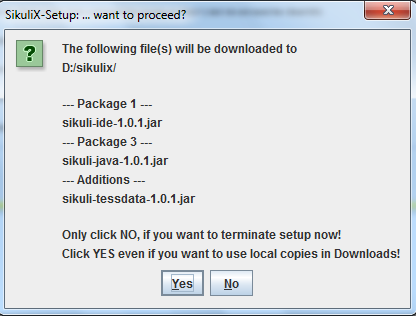 SikuliX-Setup: ... want to proceed?
The following file(s) will be downloaded to
D:/sikulix/
--- Package 1 ---
sikuli-ide-1.0.1.jar
--- Package 3 ---
sikuli-java-1.0.1.jar
--- Additions ---
sikuli-tessdata-1.0.1.jar
Only click NO, if you want to terminate setup now!
Click YES even if you want to use local copies in Downloads!
Yes No